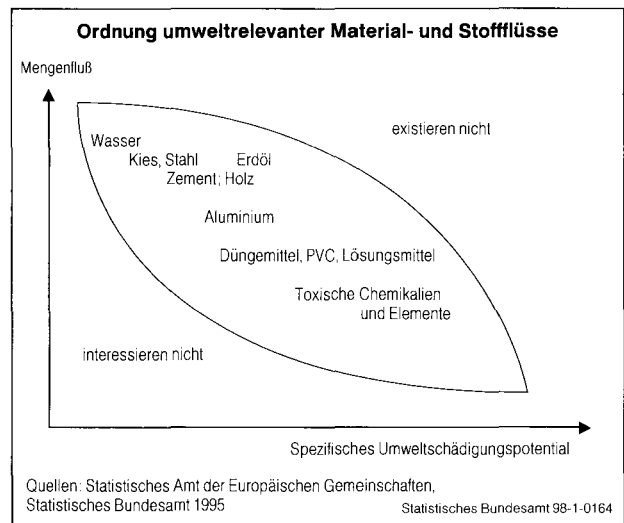 Ordnung umweltrelevanter Material- und Stoffflüsse
Mengenfluß
existieren nicht
Wasser
Kies, Stahl Erdöl
Zement; Holz
Aluminium
Düngemittel, PVC, Lösungsmittel
Toxische Chemikalien
und Elemente
interessieren nicht
Spezifisches Umweltschädigungspotential
Quellen: Statistisches Amt der Europäischen Gemeinschaften,
Statistisches Bundesamt 1995
Statistisches Bundesamt 98-1-0164